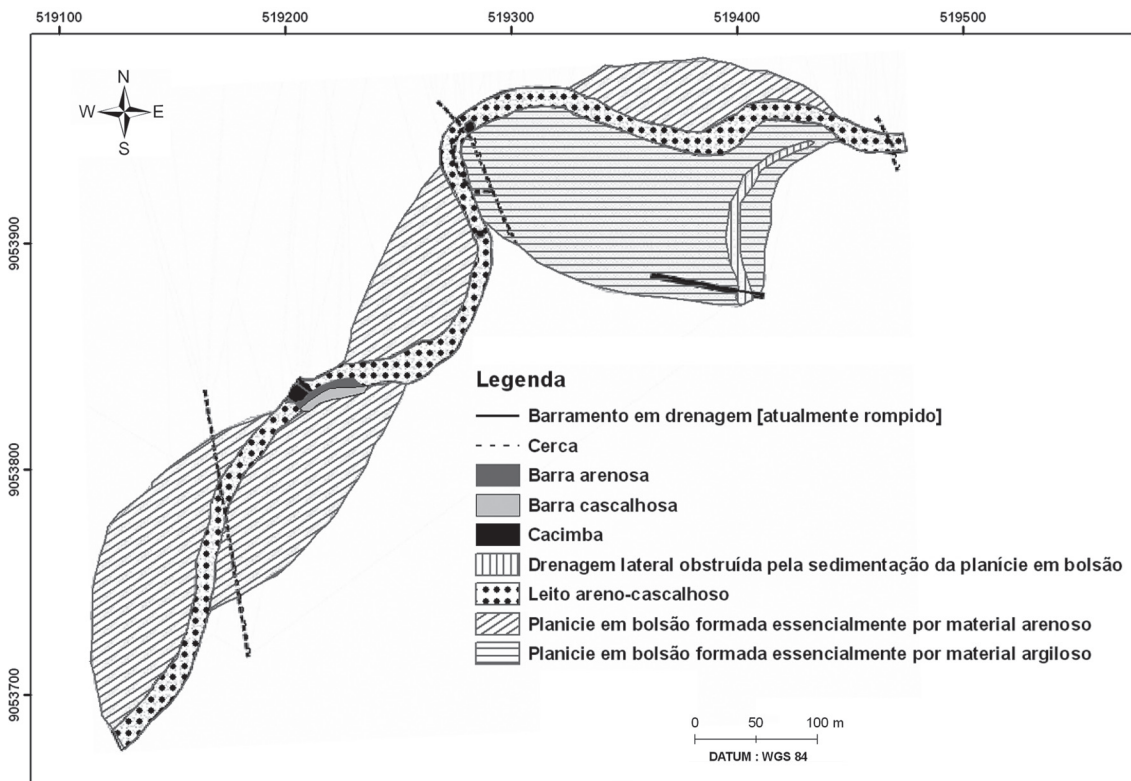 519100 519200 519300 519400 519500
N
W E
S
9053900
9053800
9053700
Legenda
Barramento em drenagem [atualmente rompido]
Cerca
Barra arenosa
Barra cascalhosa
Cacimba
Drenagem lateral obstruída pela sedimentação da planície em bolsão
Leito areno-cascalhoso
Planicie em bolsão formada essencialmente por material arenoso
Planicie em bolsão formada essencialmente por material argiloso
0 50 100 m
DATUM : WGS 84